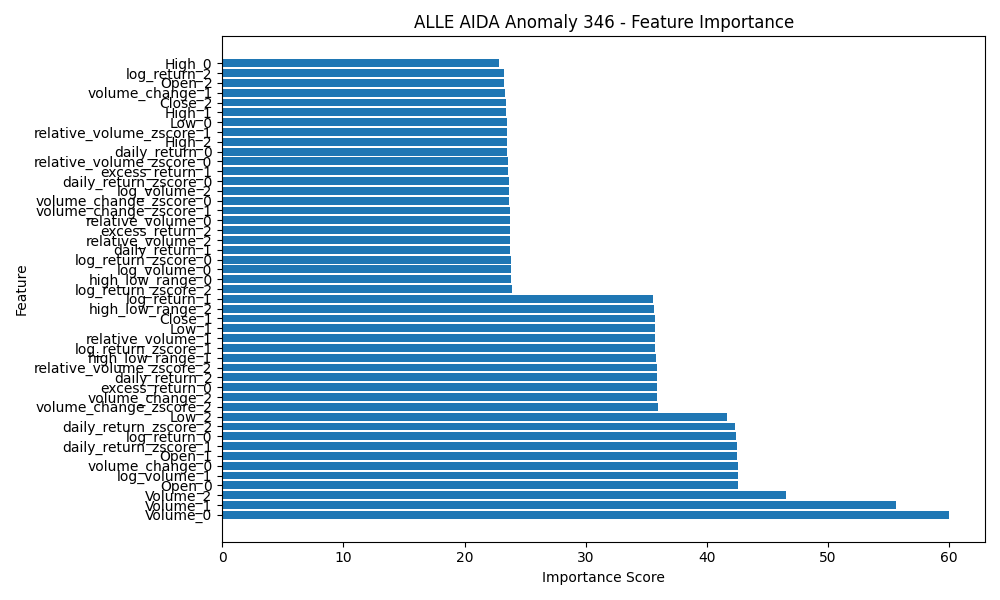 ALLE AIDA Anomaly 346 - Feature Importance
High_0
log_return_2
Open_2
volume_change_1
Close_2
High_1
Low_0
relative_volume_zscore_1
High_2
daily_return_0
relative_volume_zscore_0
excess_return_1
daily_return_zscore_0
log_volume_2
volume_change_zscore_0
volume_change_zscore_1
relative_volume_0
excess_return_2
relative_volume_2
daily_return_1
log_return_zscore_0
log_volume_0
high_low_range_0
log_return_zscore_2
log_return_1
high_low_range_2
Close_1
Low_1
relative_volume_1
log_return_zscore_1
high_low_range_1
relative_volume_zscore_2
daily_return_2
excess_return_0
volume_change_2
volume_change_zscore_2
Low_2
daily_return_zscore_2
log_return_0
daily_return_zscore_1
Open_1
volume_change_0
log_volume_1
Open_0
Volume_2
Volume_1
Volume_0
Feature
0 10 20 30 40 50 60
Importance Score